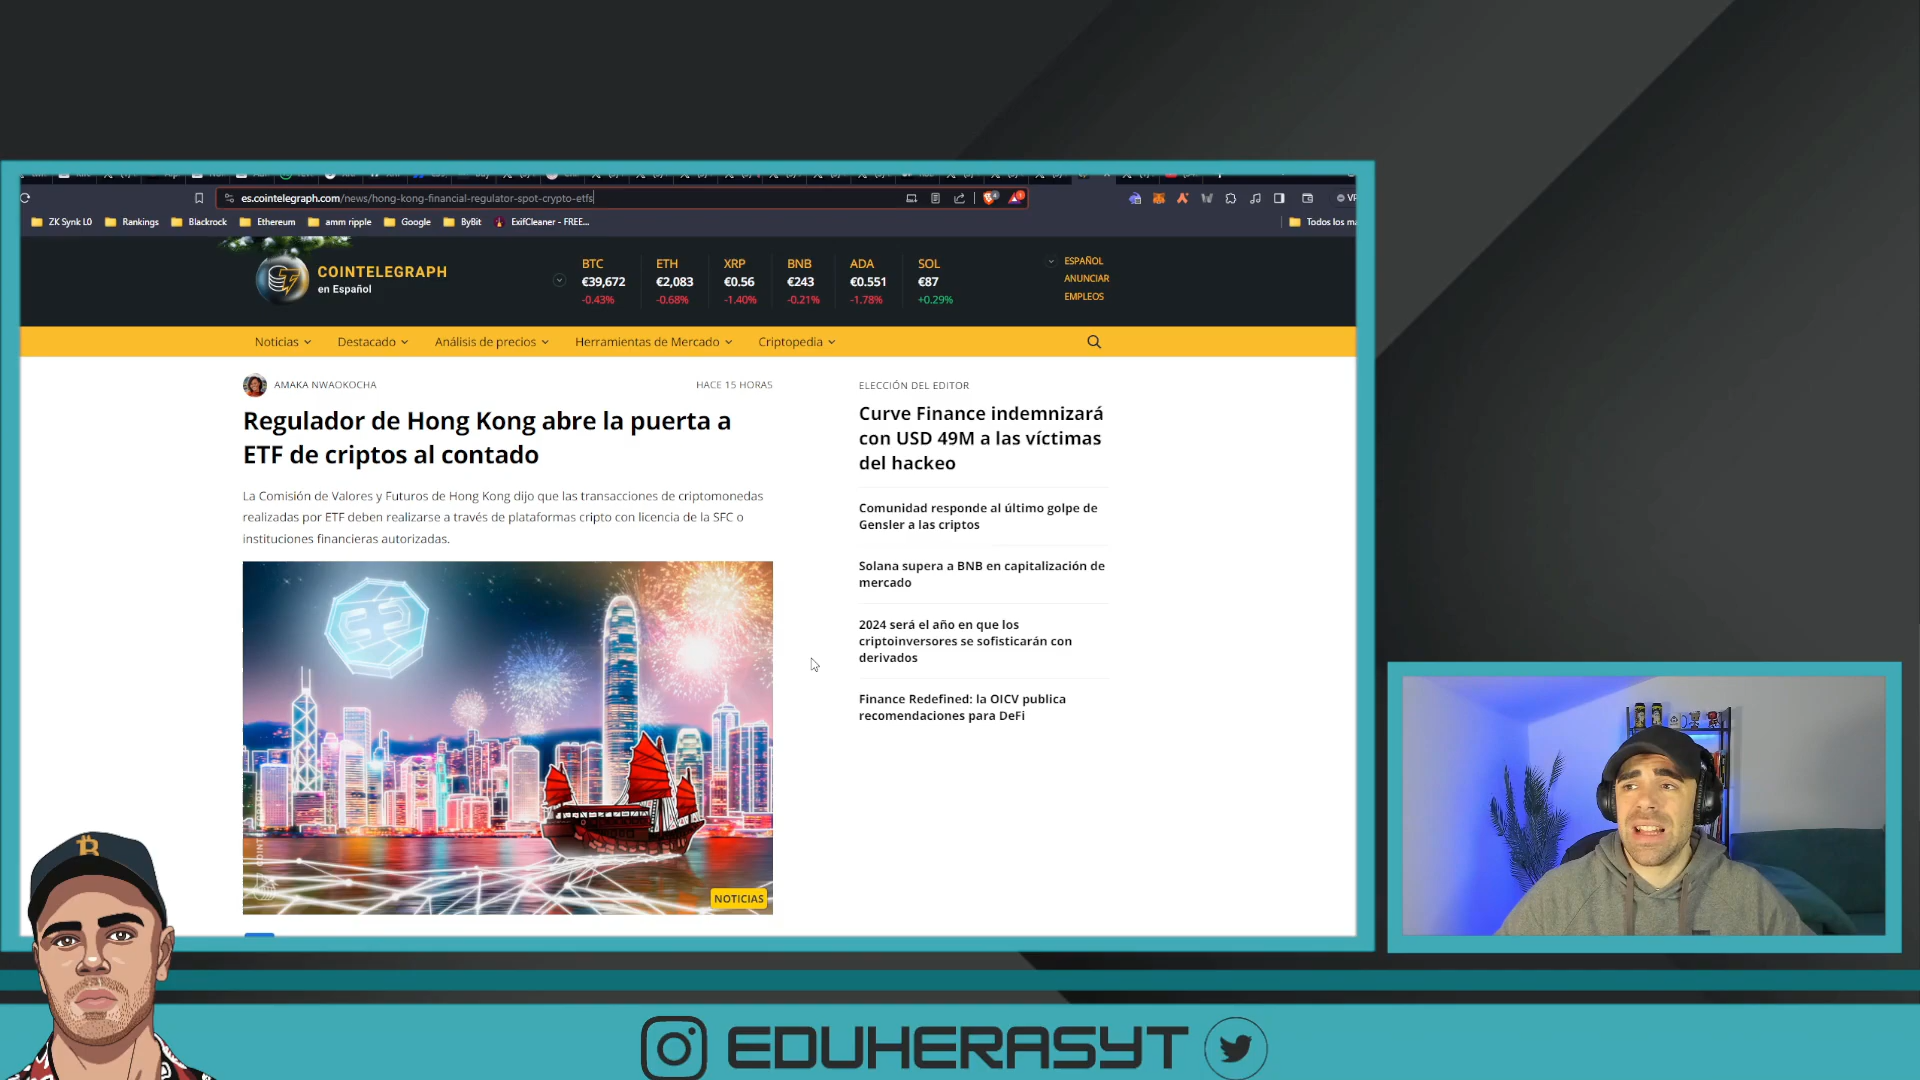 es.cointelegraph.com/news/hong-kong-financial-regulator-spot-crypto-etfs
VP
ZK Synk L0
Rankings
Blackrock
Ethereum
amm ripple
Google
ByBit
ExifCleaner - FREE...
Todos los ma
COINTELEGRAPH
en Español
BTC
€39,672
-0.43%
ETH
€2,083
-0.68%
XRP
€0.56
-1.40%
BNB
€243
-0.21%
ADA
€0.551
-1.78%
SOL
€87
+0.29%
ESPAÑOL
ANUNCIAR
EMPLEOS
Noticias
Destacado
Análisis de precios
Herramientas de Mercado
Criptopedia
AMAKA NWAOKOCHA
HACE 15 HORAS
Regulador de Hong Kong abre la puerta a
ETF de criptos al contado
La Comisión de Valores y Futuros de Hong Kong dijo que las transacciones de criptomonedas
realizadas por ETF deben realizarse a través de plataformas cripto con licencia de la SFC o
instituciones financieras autorizadas.
NOTICIAS
ELECCIÓN DEL EDITOR
Curve Finance indemnizará
con USD 49M a las víctimas
del hackeo
Comunidad responde al último golpe de
Gensler a las criptos
Solana supera a BNB en capitalización de
mercado
2024 será el año en que los
criptoinversores se sofisticarán con
derivados
Finance Redefined: la OICV publica
recomendaciones para DeFi
EDUHERASYT